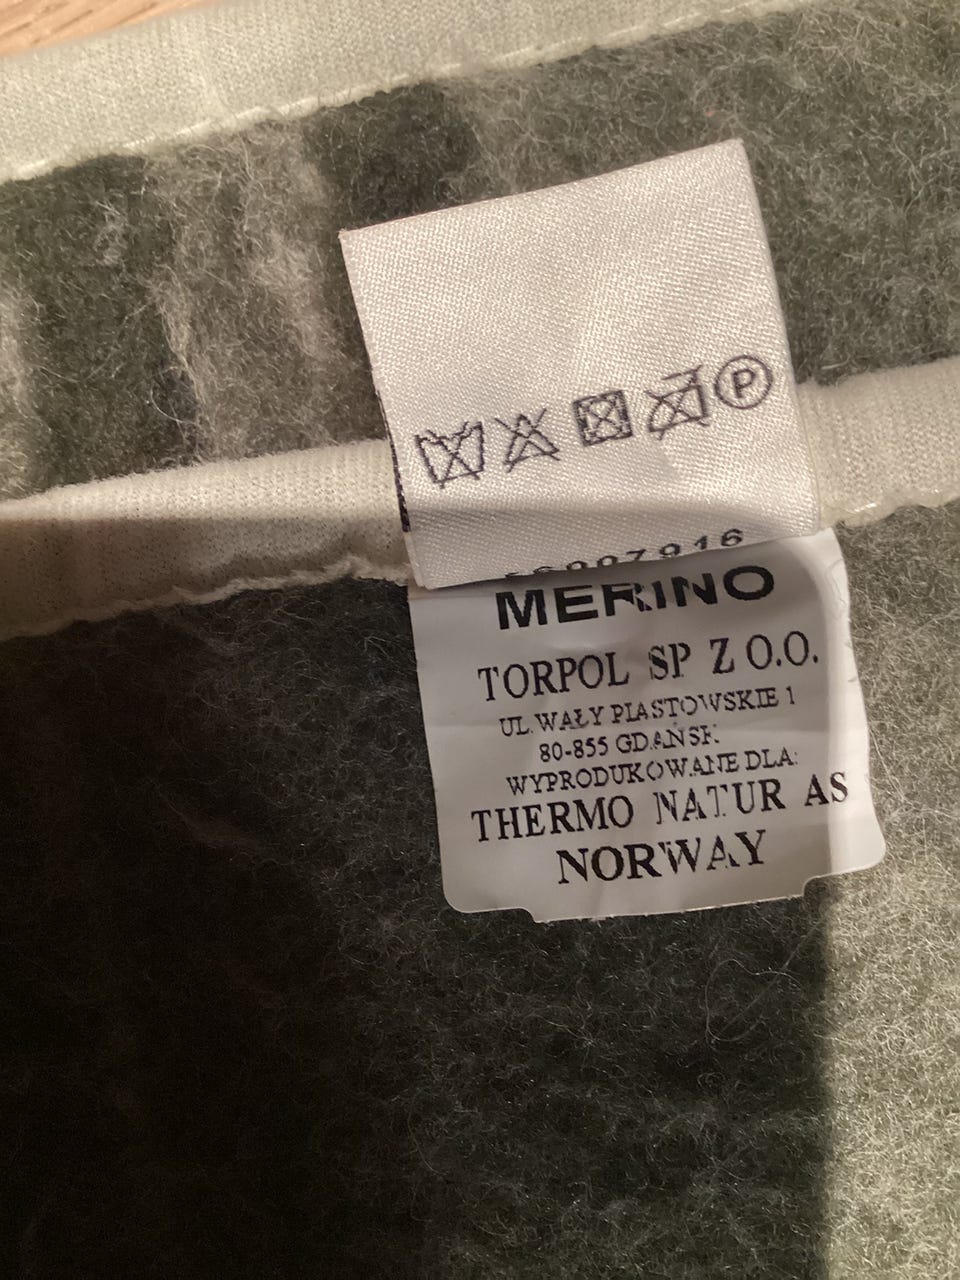 P
MERINO
TORPOL SP Z O.O.
UL. WAŁY PIASTOWSKIE 1
80-855 GDAŃSK
WYPRODUKOWANE DLA:
THERMO NATUR AS
NORWAY